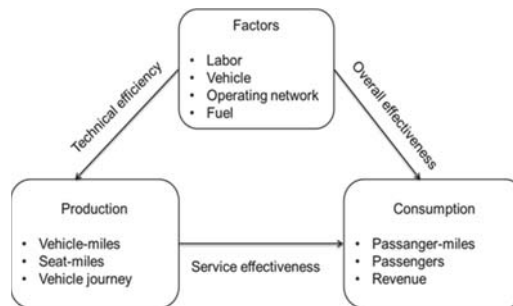 Factors
• Labor
• Vehicle
• Operating network
• Fuel
Technical efficiency
Overall effectiveness
Production
• Vehicle-miles
• Seat-miles
• Vehicle journey
Service effectiveness
Consumption
• Passanger-miles
• Passengers
• Revenue